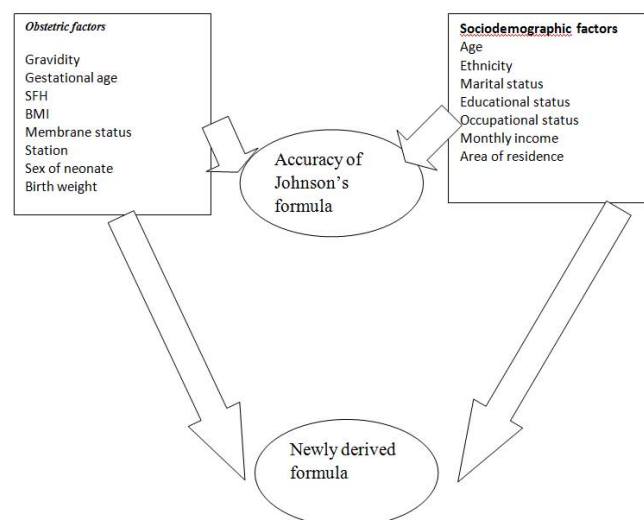 Obstetric factors
Gravidity
Gestational age
SFH
BMI
Membrane status
Station
Sex of neonate
Birth weight
Sociodemographic factors
Age
Ethnicity
Marital status
Educational status
Occupational status
Monthly income
Area of residence
Accuracy of
Johnson's
formula
Newly derived
formula